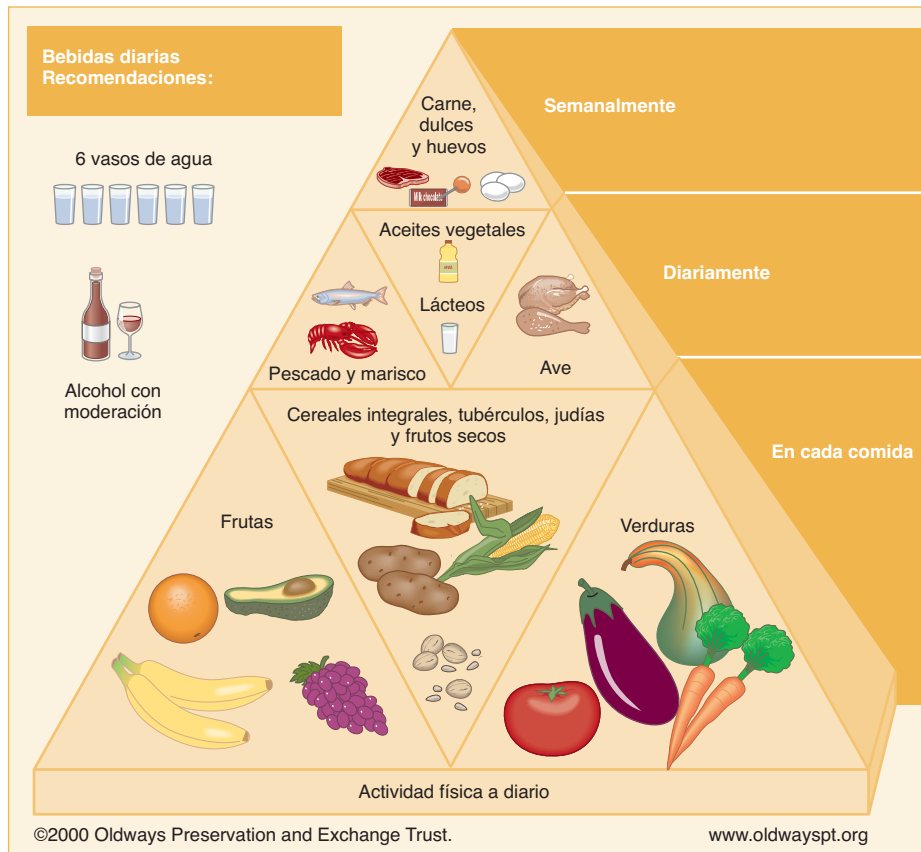 Bebidas diarias
Recomendaciones:
6 vasos de agua
Alcohol con
moderación
Carne,
dulces
y huevos
Milk chocolate
Semanalmente
Aceites vegetales
Lácteos
Pescado y marisco
Ave
Diariamente
Cereales integrales, tubérculos, judías
y frutos secos
Frutas
Verduras
En cada comida
Actividad física a diario
©2000 Oldways Preservation and Exchange Trust.
www.oldwayspt.org